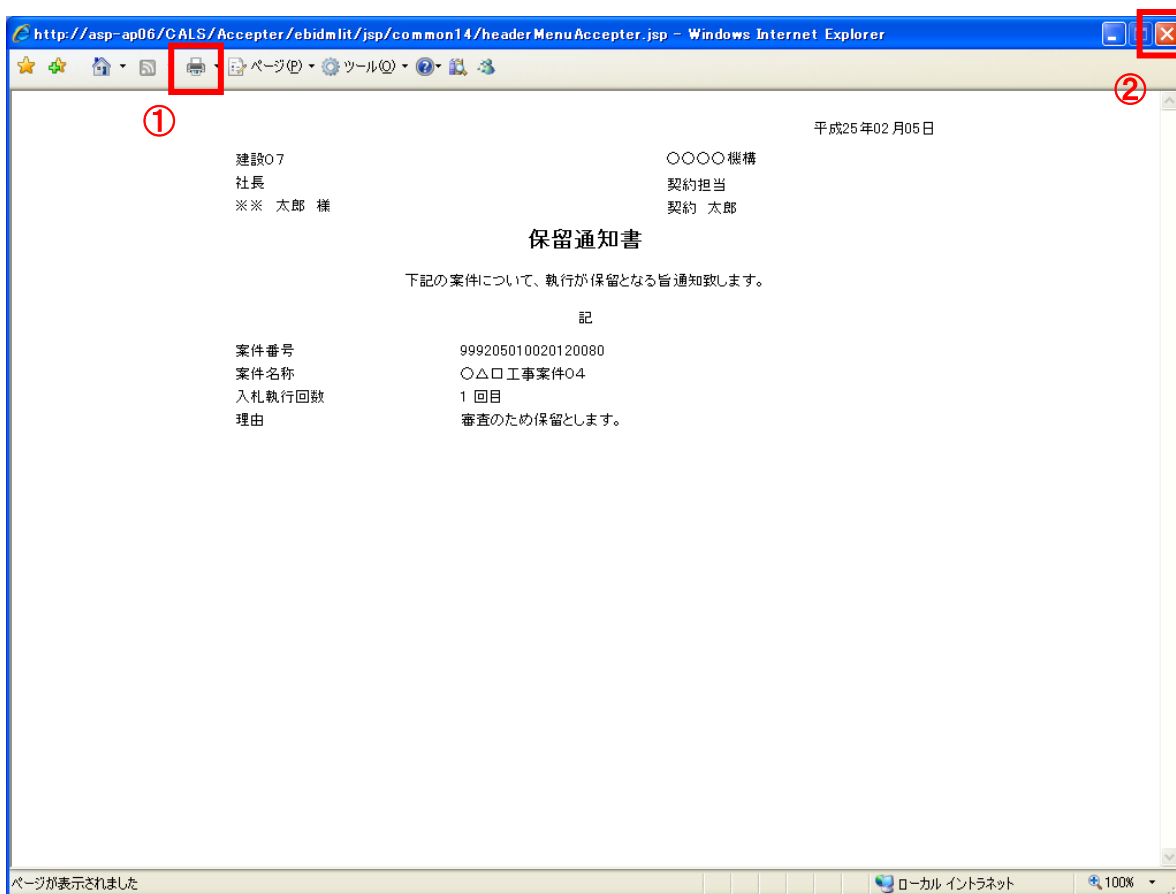 http://asp-ap06/CALS/Accepter/ebidmlit/jsp/common14/headerMenuAccepter.jsp - Windows Internet Explorer
ページ(P) ツール(O)
①
②
平成25年02月05日
建設07
○○○○機構
社長
契約担当
※※ 太郎 様
契約 太郎
保留通知書
下記の案件について、執行が保留となる旨通知致します。
記
案件番号 999205010020120080
案件名称 ○△□工事案件04
入札執行回数 1 回目
理由 審査のため保留とします。
ページが表示されました ローカル イントラネット 100%